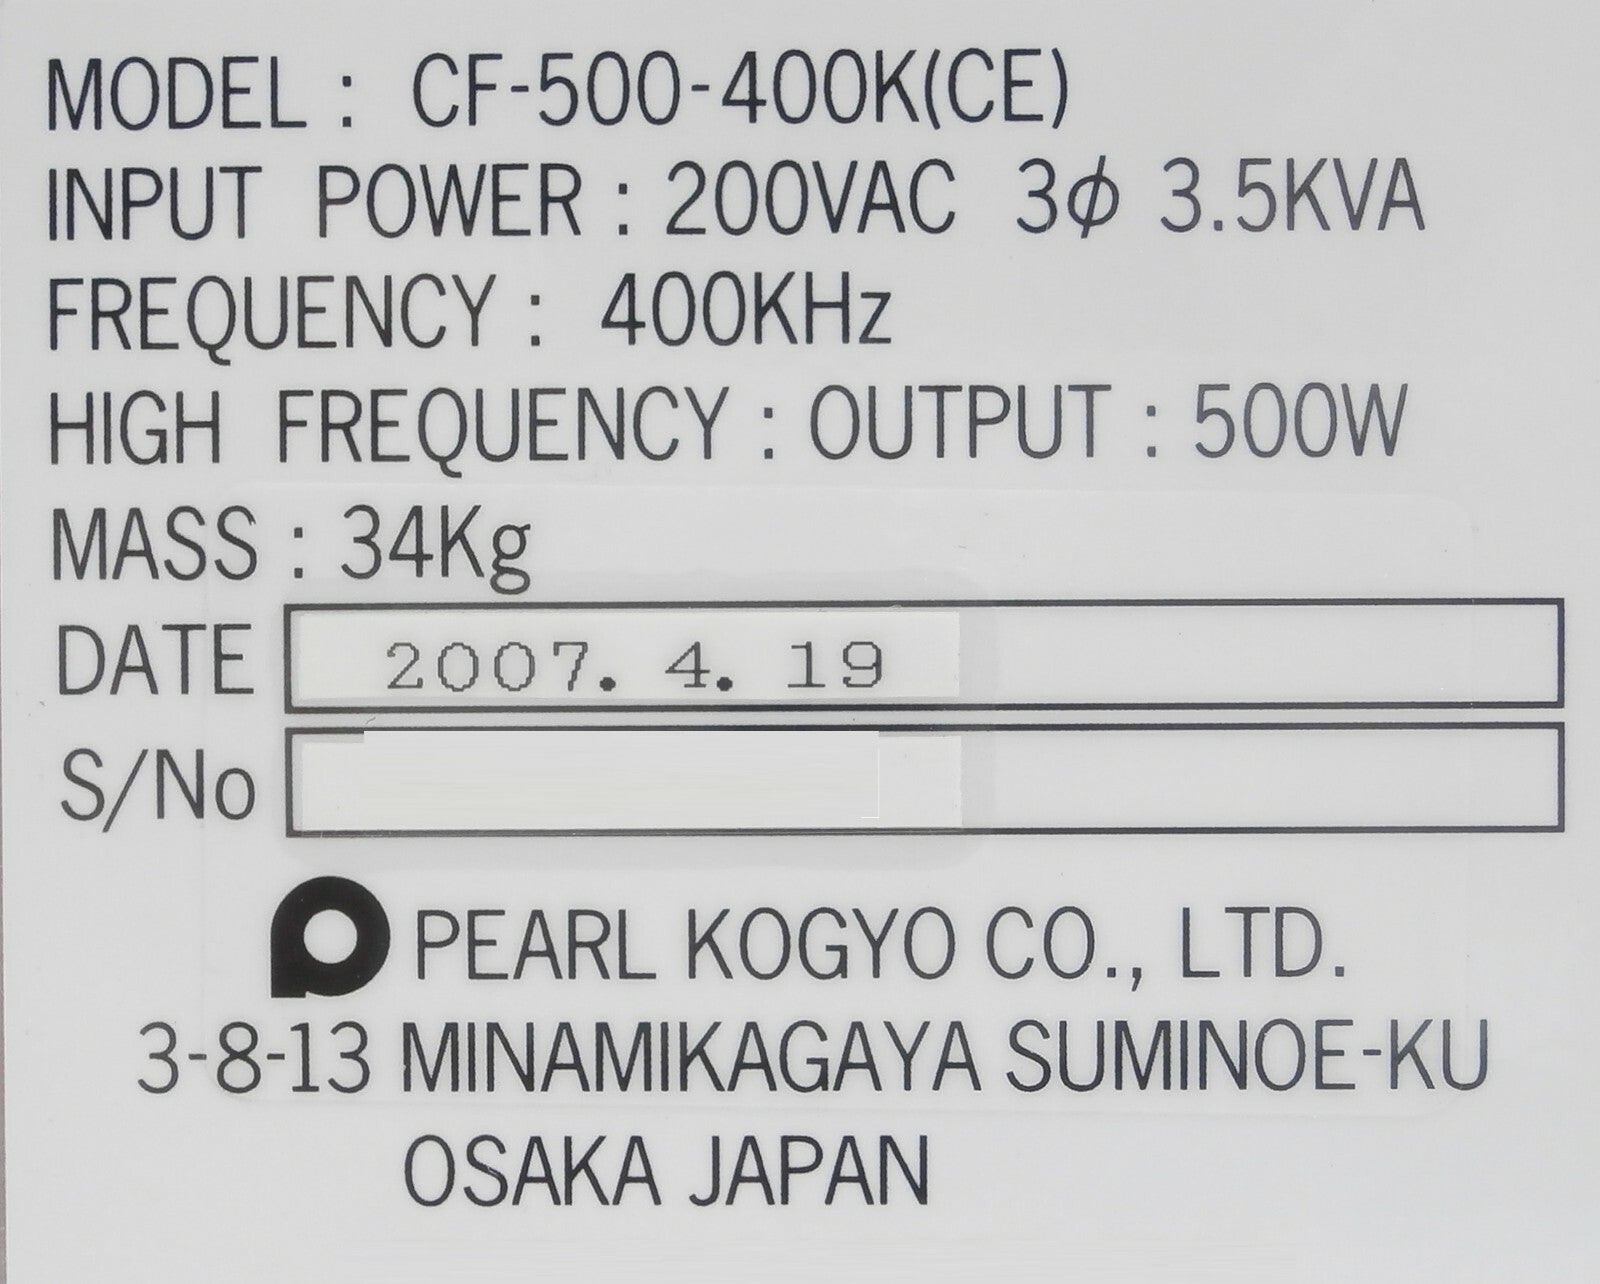 MODEL : CF-500-400K(CE)
INPUT POWER : 200VAC 3ϕ 3.5KVA
FREQUENCY : 400KHz
HIGH FREQUENCY : OUTPUT : 500W
MASS : 34Kg
DATE 2007. 4. 19
S/No
PEARL KOGYO CO., LTD.
3-8-13 MINAMIKAGAYA SUMINOE-KU
OSAKA JAPAN